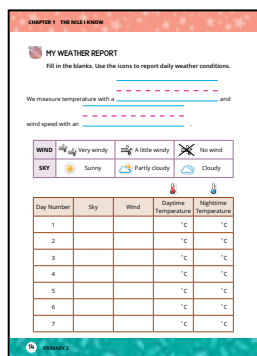 CHAPTER 1 THE NILE I KNOW
MY WEATHER REPORT
Fill in the blanks. Use the icons to report daily weather conditions.
We measure temperature with a and
wind speed with an .
WIND Very windy A little windy No wind
SKY Sunny Partly cloudy Cloudy
Day Number Sky Wind Daytime Temperature Nighttime Temperature
1 °C °C
2 °C °C
3 °C °C
4 °C °C
5 °C °C
6 °C °C
7 °C °C
14 PRIMARY 2